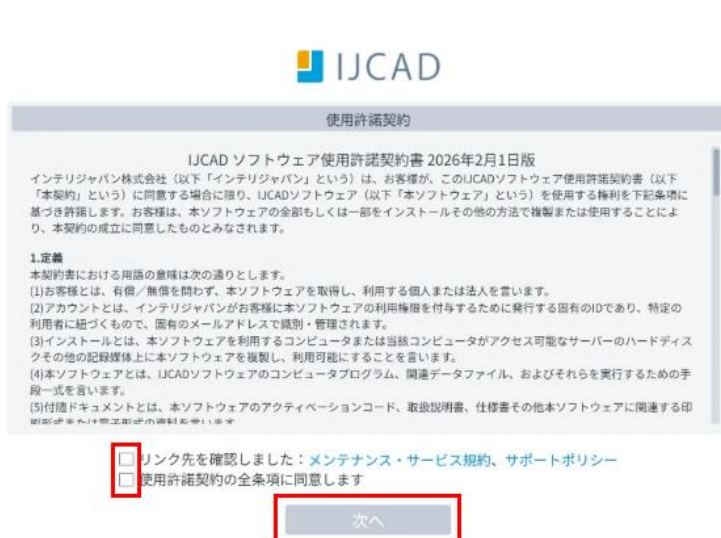 IJCAD
使用許諾契約
IJCAD ソフトウェア使用許諾契約書 2026年2月1日版
インテリジャパン株式会社（以下「インテリジャパン」という）は、お客様が、このIJCADソフトウェア使用許諾契約書（以下
「本契約」という）に同意する場合に限り、IJCADソフトウェア（以下「本ソフトウェア」という）を使用する権利を下記条項に
基づき許諾します。お客様は、本ソフトウェアの全部もしくは一部をインストールその他の方法で複製または使用することによ
り、本契約の成立に同意したものとみなされます。
1.定義
本契約書における用語の意味は次の通りとします。
(1)お客様とは、有償／無償を問わず、本ソフトウェアを取得し、利用する個人または法人を言います。
(2)アカウントとは、インテリジャパンがお客様に本ソフトウェアの利用権限を付与するために発行する固有のIDであり、特定の
利用者に紐づくもので、固有のメールアドレスで識別・管理されます。
(3)インストールとは、本ソフトウェアを利用するコンピュータまたは当該コンピュータがアクセス可能なサーバーのハードディス
クその他の記録媒体上に本ソフトウェアを複製し、利用可能にすることを言います。
(4)本ソフトウェアとは、IJCADソフトウェアのコンピュータプログラム、関連データファイル、およびそれらを実行するための手
段一式を言います。
(5)付随ドキュメントとは、本ソフトウェアのアクティベーションコード、取扱説明書、仕様書その他本ソフトウェアに関連する印
刷形式または電子形式の資料を言います。
リンク先を確認しました：メンテナンス・サービス規約、サポートポリシー
使用許諾契約の全条項に同意します
次へ